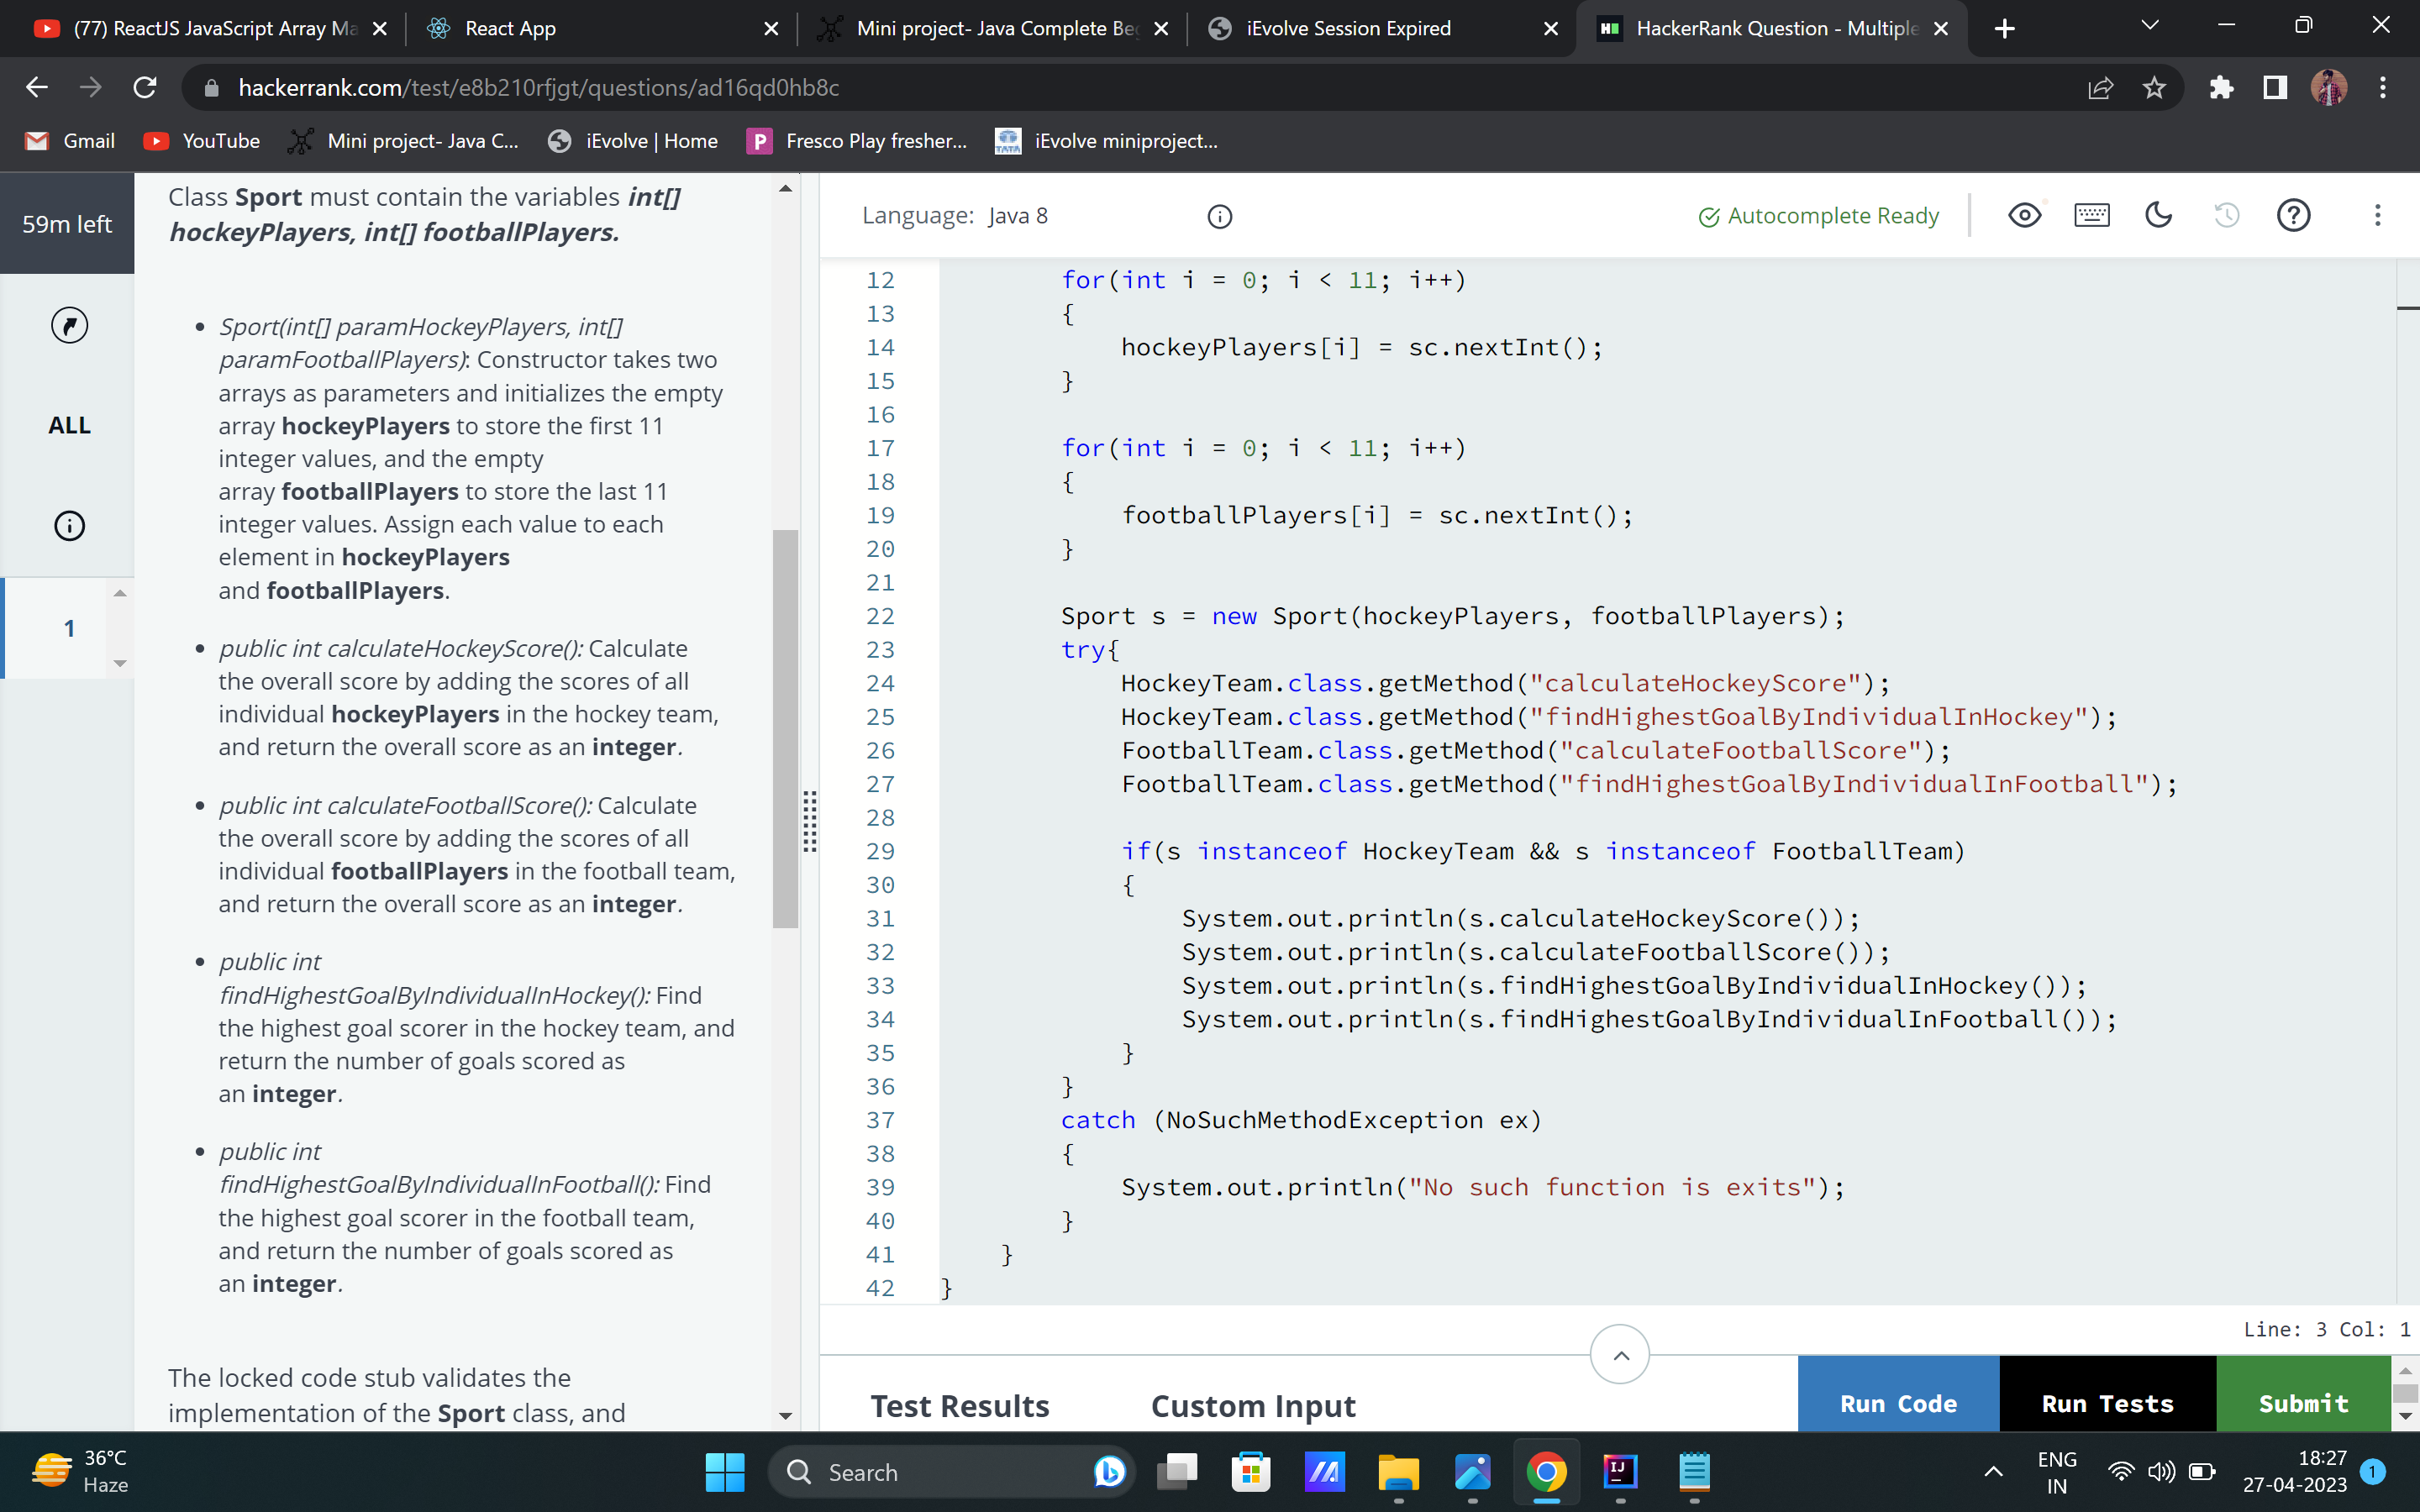 (77) ReactJS JavaScript Array Ma
React App
Mini project- Java Complete Beg
iEvolve Session Expired
HackerRank Question - Multiple
hackerrank.com/test/e8b210rfjgt/questions/ad16qd0hb8c
Gmail
YouTube
Mini project- Java C...
iEvolve | Home
P
Fresco Play fresher...
TATA
iEvolve miniproject...
59m left
ALL
1
Class Sport must contain the variables int[]
hockeyPlayers, int[] footballPlayers.
• Sport(int[] paramHockeyPlayers, int[]
paramFootballPlayers): Constructor takes two
arrays as parameters and initializes the empty
array hockeyPlayers to store the first 11
integer values, and the empty
array footballPlayers to store the last 11
integer values. Assign each value to each
element in hockeyPlayers
and footballPlayers.
• public int calculateHockeyScore(): Calculate
the overall score by adding the scores of all
individual hockeyPlayers in the hockey team,
and return the overall score as an integer.
• public int calculateFootballScore(): Calculate
the overall score by adding the scores of all
individual footballPlayers in the football team,
and return the overall score as an integer.
• public int
findHighestGoalByIndividualInHockey(): Find
the highest goal scorer in the hockey team, and
return the number of goals scored as
an integer.
• public int
findHighestGoalByIndividualInFootball(): Find
the highest goal scorer in the football team,
and return the number of goals scored as
an integer.
The locked code stub validates the
implementation of the Sport class, and
Language: Java 8
Autocomplete Ready
12 for(int i = 0; i < 11; i++)
13 {
14 hockeyPlayers[i] = sc.nextInt();
15 }
16
17 for(int i = 0; i < 11; i++)
18 {
19 footballPlayers[i] = sc.nextInt();
20 }
21
22 Sport s = new Sport(hockeyPlayers, footballPlayers);
23 try{
24 HockeyTeam.class.getMethod("calculateHockeyScore");
25 HockeyTeam.class.getMethod("findHighestGoalByIndividualInHockey");
26 FootballTeam.class.getMethod("calculateFootballScore");
27 FootballTeam.class.getMethod("findHighestGoalByIndividualInFootball");
28
29 if(s instanceof HockeyTeam && s instanceof FootballTeam)
30 {
31 System.out.println(s.calculateHockeyScore());
32 System.out.println(s.calculateFootballScore());
33 System.out.println(s.findHighestGoalByIndividualInHockey());
34 System.out.println(s.findHighestGoalByIndividualInFootball());
35 }
36 }
37 catch (NoSuchMethodException ex)
38 {
39 System.out.println("No such function is exits");
40 }
41 }
42 }
Line: 3 Col: 1
Test Results
Custom Input
Run Code
Run Tests
Submit
36°C
Haze
Search
ENG
IN
18:27
27-04-2023
1